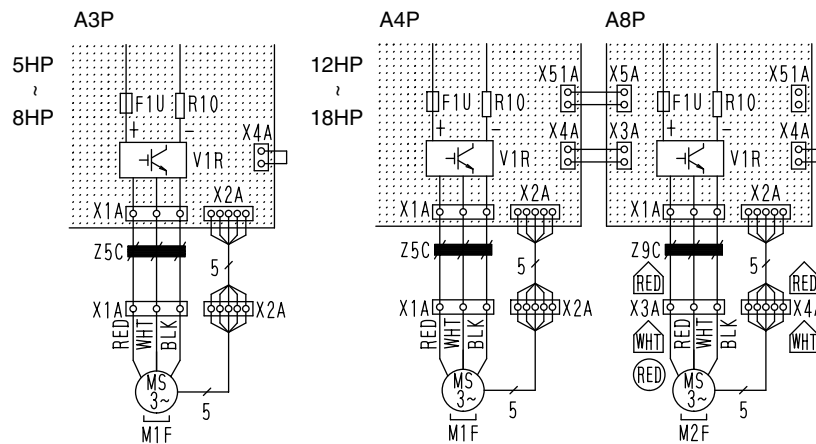 A3P
A4P
A8P
5HP
~
8HP
12HP
~
18HP
F1U
R10
+
−
X4A
V1R
X1A
X2A
Z5C
5
X1A
X2A
RED
WHT
BLK
MS
3~
5
M1F
X51A
X5A
F1U
R10
+
−
X4A
X3A
V1R
X1A
X2A
Z5C
5
X1A
X2A
RED
WHT
BLK
MS
3~
5
M1F
X51A
F1U
R10
+
−
X4A
V1R
X1A
X2A
Z9C
5
RED
RED
X3A
X4A
WHT
WHT
RED
RED
WHT
BLK
MS
3~
5
M2F